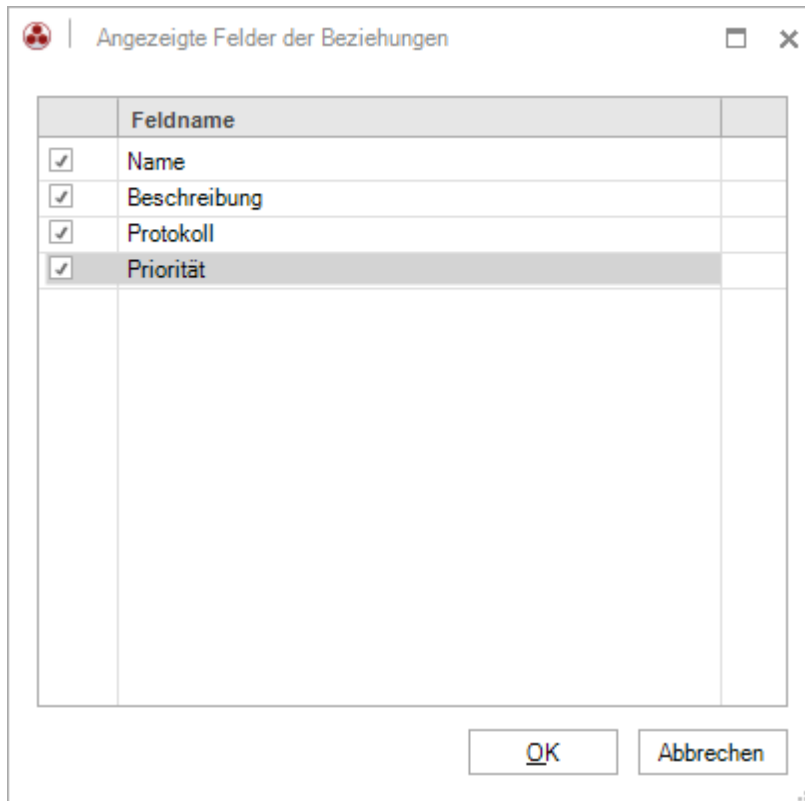 Angezeigte Felder der Beziehungen
Feldname
Name
Beschreibung
Protokoll
Priorität
OK Abbrechen